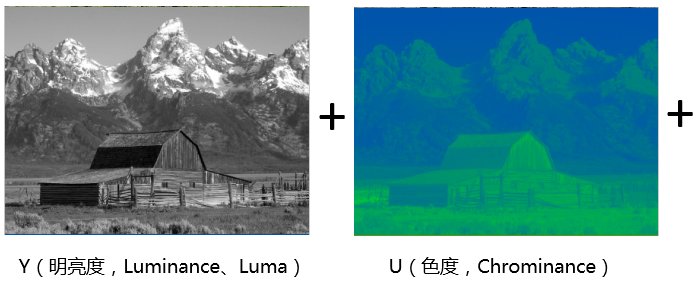 + +
Y（明亮度，Luminance、Luma） U（色度，Chrominance）